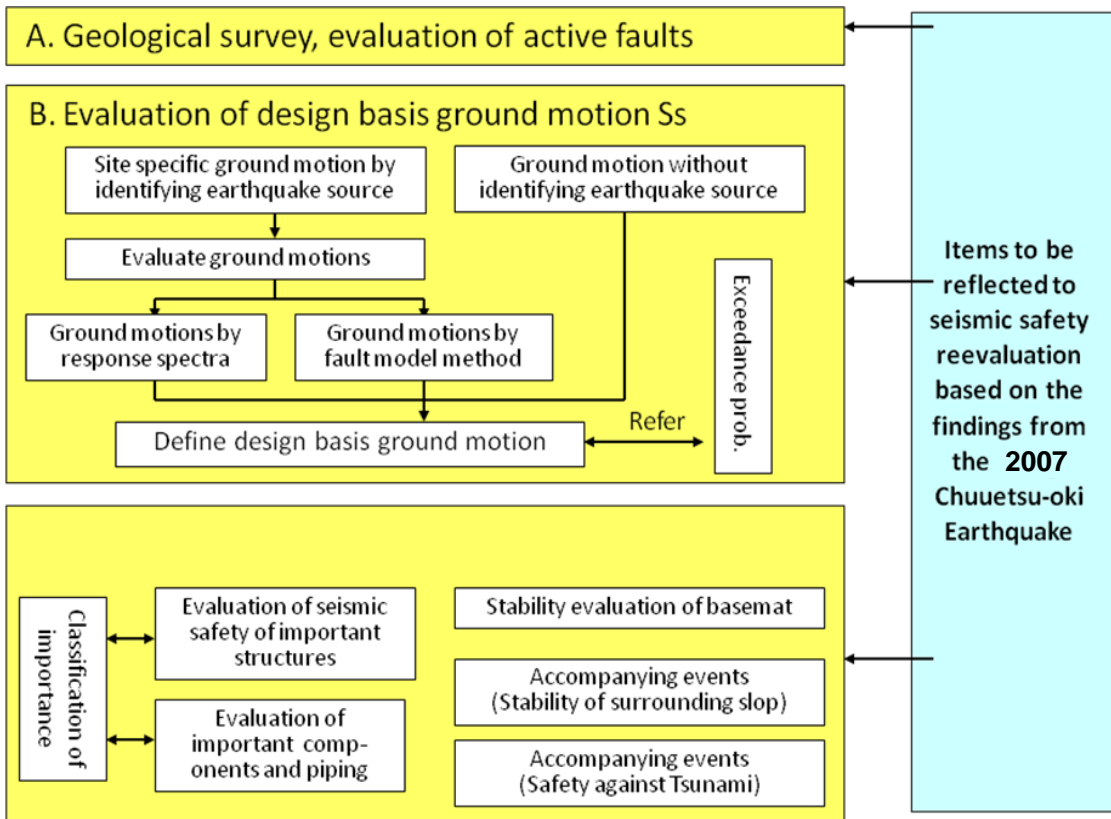 A. Geological survey, evaluation of active faults
B. Evaluation of design basis ground motion Ss
Site specific ground motion by
identifying earthquake source
Ground motion without
identifying earthquake source
Evaluate ground motions
Ground motions by
response spectra
Ground motions by
fault model method
Exceedance prob.
Refer
Define design basis ground motion
Classification of
importance
Evaluation of seismic
safety of important
structures
Evaluation of
important comp-
onents and piping
Stability evaluation of basemat
Accompanying events
(Stability of surrounding slop)
Accompanying events
(Safety against Tsunami)
Items to be
reflected to
seismic safety
reevaluation
based on the
findings from
the 2007
Chuuetsu-oki
Earthquake